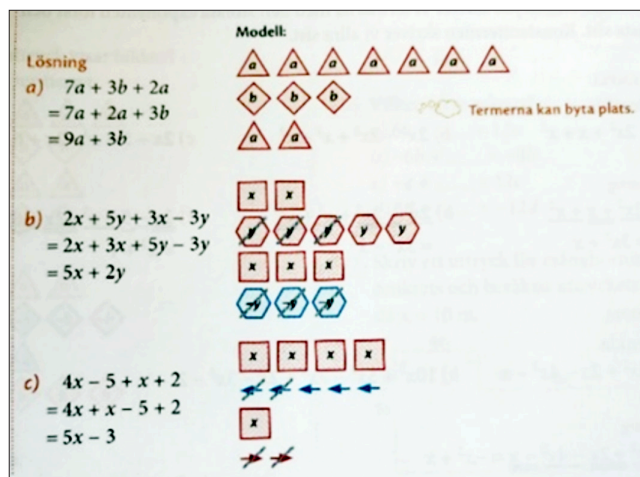 Modell:
Lösning
a a a a a a a
a) 7a + 3b + 2a
b b b
Termerna kan byta plats.
= 7a + 2a + 3b
= 9a + 3b
a a
x x
b) 2x + 5y + 3x − 3y
y y y y y
= 2x + 3x + 5y − 3y
= 5x + 2y
x x x
−y −y −y
x x x x
c) 4x − 5 + x + 2
= 4x + x − 5 + 2
= 5x − 3
x